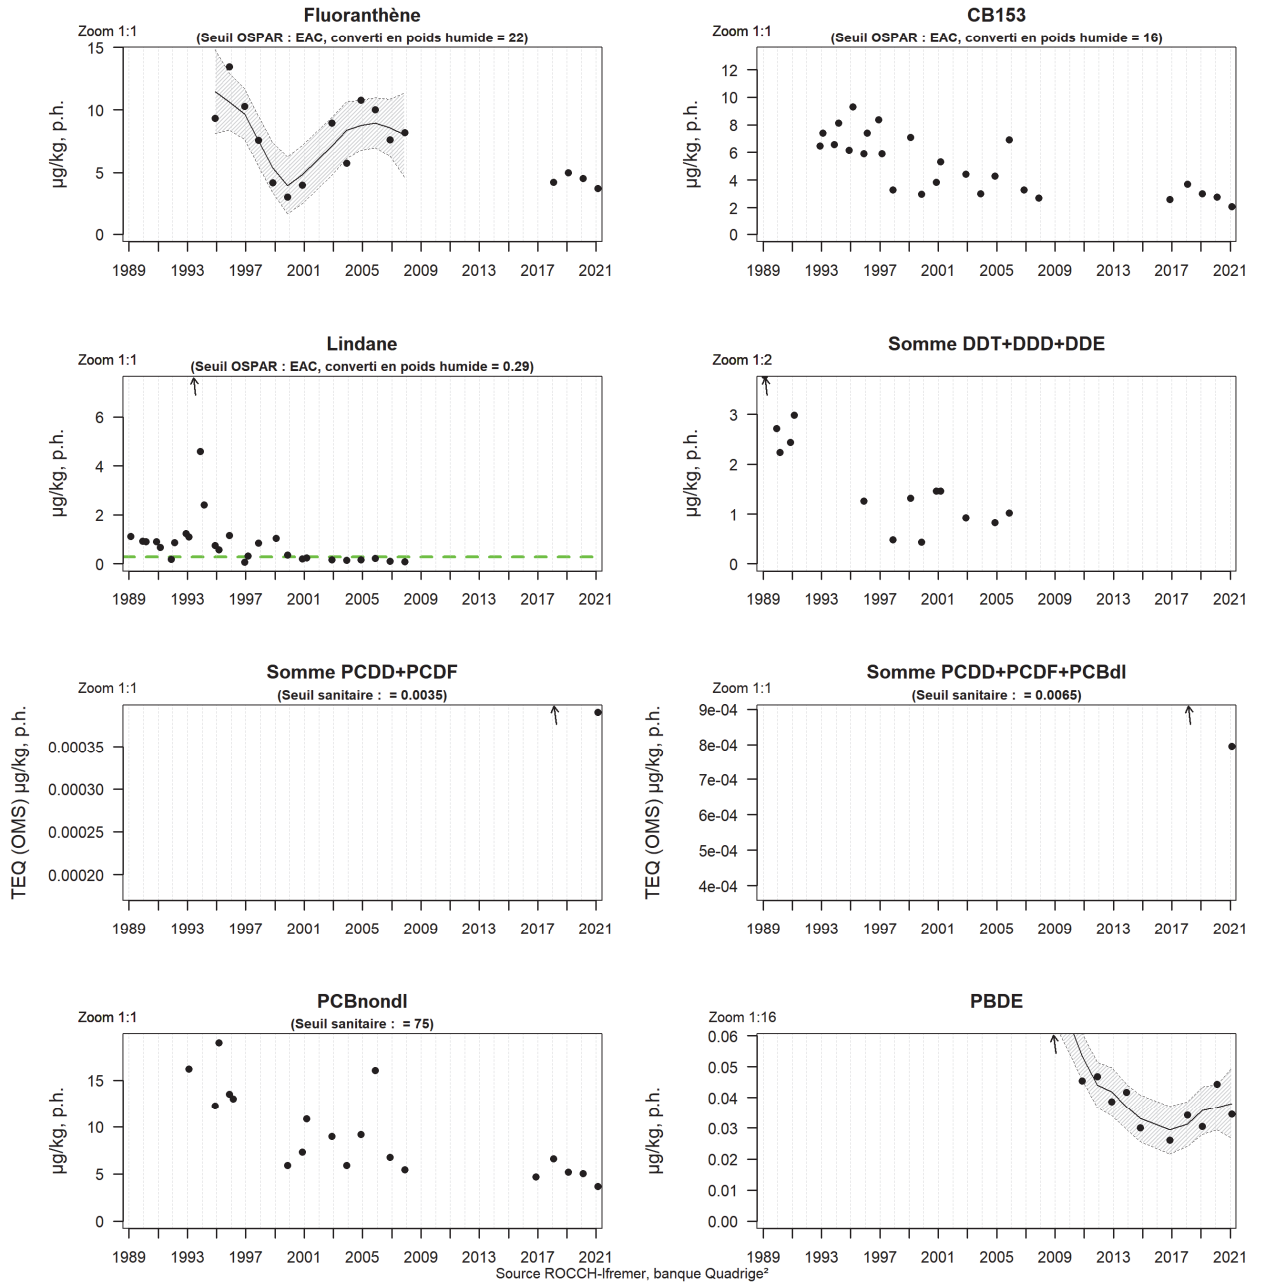 Fluoranthène
Zoom 1:1
(Seuil OSPAR : EAC, converti en poids humide = 22)
µg/kg, p.h.
15
10
5
0
1989 1993 1997 2001 2005 2009 2013 2017 2021
CB153
Zoom 1:1
(Seuil OSPAR : EAC, converti en poids humide = 16)
µg/kg, p.h.
12
10
8
6
4
2
0
1989 1993 1997 2001 2005 2009 2013 2017 2021
Lindane
Zoom 1:1
(Seuil OSPAR : EAC, converti en poids humide = 0.29)
µg/kg, p.h.
6
4
2
0
1989 1993 1997 2001 2005 2009 2013 2017 2021
Somme DDT+DDD+DDE
Zoom 1:2
µg/kg, p.h.
3
2
1
0
1989 1993 1997 2001 2005 2009 2013 2017 2021
Somme PCDD+PCDF
Zoom 1:1
(Seuil sanitaire : = 0.0035)
TEQ (OMS) µg/kg, p.h.
0.00035
0.00030
0.00025
0.00020
1989 1993 1997 2001 2005 2009 2013 2017 2021
Somme PCDD+PCDF+PCBdl
Zoom 1:1
(Seuil sanitaire : = 0.0065)
TEQ (OMS) µg/kg, p.h.
9e-04
8e-04
7e-04
6e-04
5e-04
4e-04
1989 1993 1997 2001 2005 2009 2013 2017 2021
PCBnondl
Zoom 1:1
(Seuil sanitaire : = 75)
µg/kg, p.h.
15
10
5
0
1989 1993 1997 2001 2005 2009 2013 2017 2021
PBDE
Zoom 1:16
µg/kg, p.h.
0.06
0.05
0.04
0.03
0.02
0.01
0.00
1989 1993 1997 2001 2005 2009 2013 2017 2021
Source ROCCH-Ifremer, banque Quadrige²